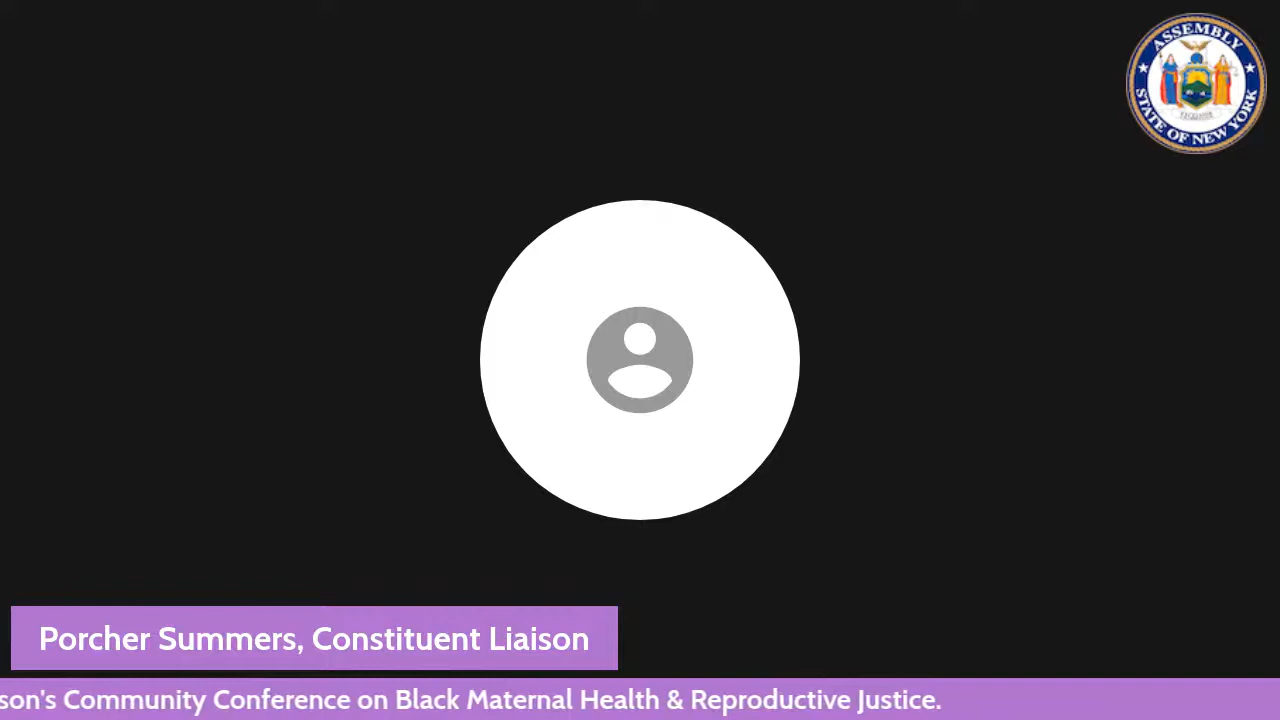 ASSEMBLY
STATE OF NEW YORK
Porcher Summers, Constituent Liaison
son's Community Conference on Black Maternal Health & Reproductive Justice.